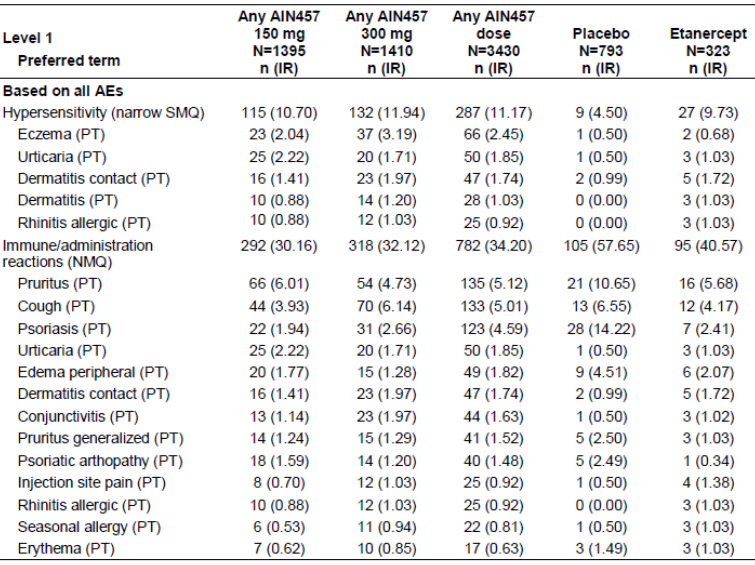 Level 1
Preferred term
Any AIN457 150 mg N=1395 n (IR)
Any AIN457 300 mg N=1410 n (IR)
Any AIN457 dose N=3430 n (IR)
Placebo N=793 n (IR)
Etanercept N=323 n (IR)
Based on all AEs
Hypersensitivity (narrow SMQ) 115 (10.70) 132 (11.94) 287 (11.17) 9 (4.50) 27 (9.73)
Eczema (PT) 23 (2.04) 37 (3.19) 66 (2.45) 1 (0.50) 2 (0.68)
Urticaria (PT) 25 (2.22) 20 (1.71) 50 (1.85) 1 (0.50) 3 (1.03)
Dermatitis contact (PT) 16 (1.41) 23 (1.97) 47 (1.74) 2 (0.99) 5 (1.72)
Dermatitis (PT) 10 (0.88) 14 (1.20) 28 (1.03) 0 (0.00) 3 (1.03)
Rhinitis allergic (PT) 10 (0.88) 12 (1.03) 25 (0.92) 0 (0.00) 3 (1.03)
Immune/administration 292 (30.16) 318 (32.12) 782 (34.20) 105 (57.65) 95 (40.57)
reactions (NMQ)
Pruritus (PT) 66 (6.01) 54 (4.73) 135 (5.12) 21 (10.65) 16 (5.68)
Cough (PT) 44 (3.93) 70 (6.14) 133 (5.01) 13 (6.55) 12 (4.17)
Psoriasis (PT) 22 (1.94) 31 (2.66) 123 (4.59) 28 (14.22) 7 (2.41)
Urticaria (PT) 25 (2.22) 20 (1.71) 50 (1.85) 1 (0.50) 3 (1.03)
Edema peripheral (PT) 20 (1.77) 15 (1.28) 49 (1.82) 9 (4.51) 6 (2.07)
Dermatitis contact (PT) 16 (1.41) 23 (1.97) 47 (1.74) 2 (0.99) 5 (1.72)
Conjunctivitis (PT) 13 (1.14) 23 (1.97) 44 (1.63) 1 (0.50) 3 (1.02)
Pruritus generalized (PT) 14 (1.24) 15 (1.29) 41 (1.52) 5 (2.50) 3 (1.03)
Psoriatic arthopathy (PT) 18 (1.59) 14 (1.20) 40 (1.48) 5 (2.49) 1 (0.34)
Injection site pain (PT) 8 (0.70) 12 (1.03) 25 (0.92) 1 (0.50) 4 (1.38)
Rhinitis allergic (PT) 10 (0.88) 12 (1.03) 25 (0.92) 0 (0.00) 3 (1.03)
Seasonal allergy (PT) 6 (0.53) 11 (0.94) 22 (0.81) 1 (0.50) 3 (1.03)
Erythema (PT) 7 (0.62) 10 (0.85) 17 (0.63) 3 (1.49) 3 (1.03)